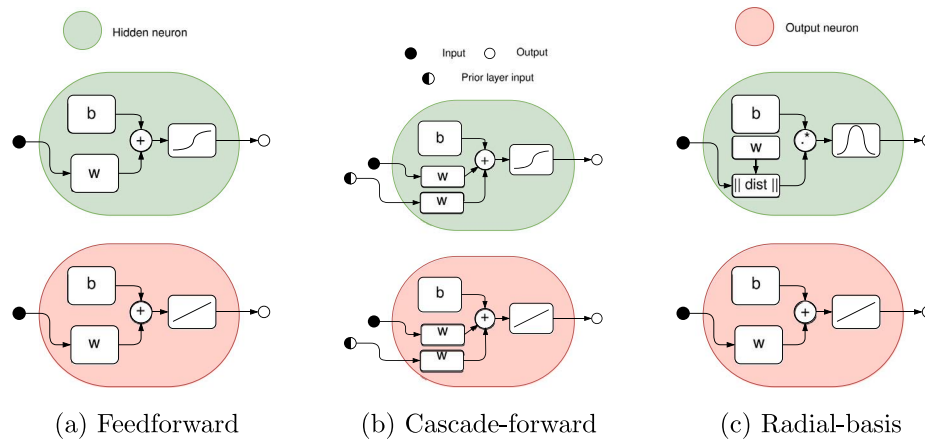 Hidden neuron
Output neuron
Input
Output
Prior layer input
b
+
w
b
+
w
w
b
w
.*
|| dist ||
b
+
w
b
+
w
w
b
+
w
(a) Feedforward
(b) Cascade-forward
(c) Radial-basis